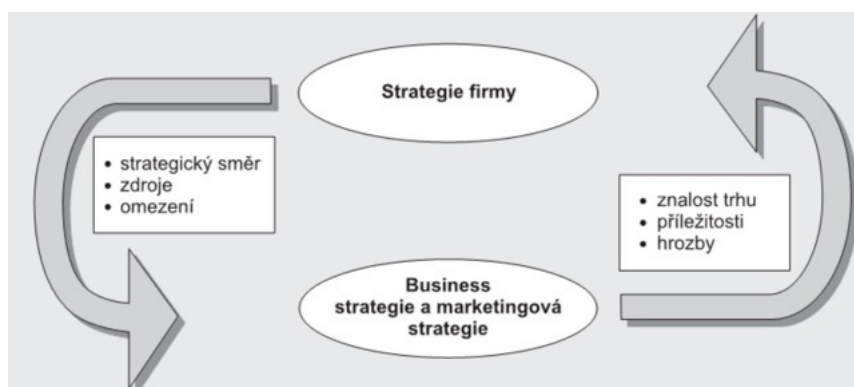 Strategie firmy
• strategický směr
• zdroje
• omezení
• znalost trhu
• příležitosti
• hrozby
Business
strategie a marketingová
strategie